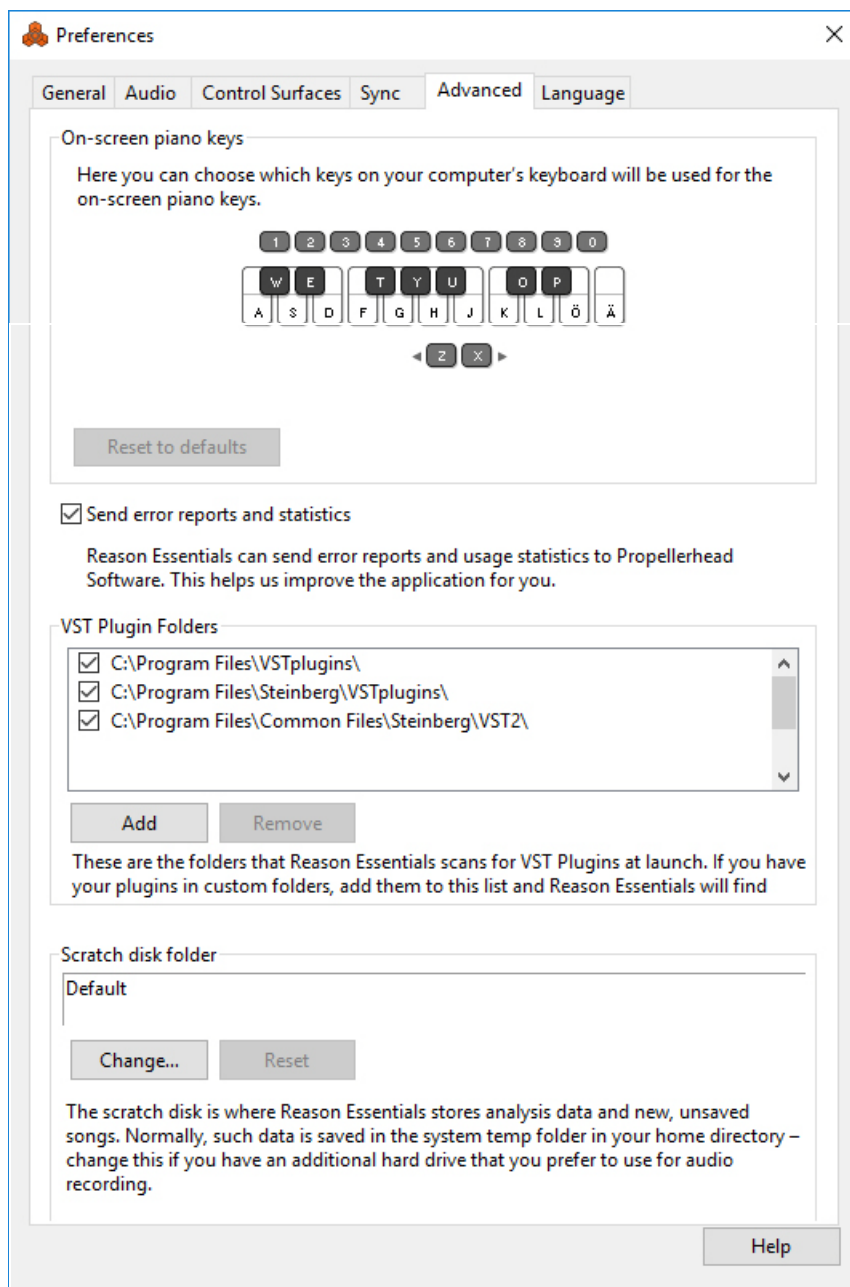 Preferences
General Audio Control Surfaces Sync Advanced Language
On-screen piano keys
Here you can choose which keys on your computer's keyboard will be used for the
on-screen piano keys.
1 2 3 4 5 6 7 8 9 0
W E T Y U O P
A S D F G H J K L Ö Ä
Z X
Reset to defaults
Send error reports and statistics
Reason Essentials can send error reports and usage statistics to Propellerhead
Software. This helps us improve the application for you.
VST Plugin Folders
C:\Program Files\VSTplugins\
C:\Program Files\Steinberg\VSTplugins\
C:\Program Files\Common Files\Steinberg\VST2\
Add Remove
These are the folders that Reason Essentials scans for VST Plugins at launch. If you have
your plugins in custom folders, add them to this list and Reason Essentials will find
Scratch disk folder
Default
Change... Reset
The scratch disk is where Reason Essentials stores analysis data and new, unsaved
songs. Normally, such data is saved in the system temp folder in your home directory –
change this if you have an additional hard drive that you prefer to use for audio
recording.
Help